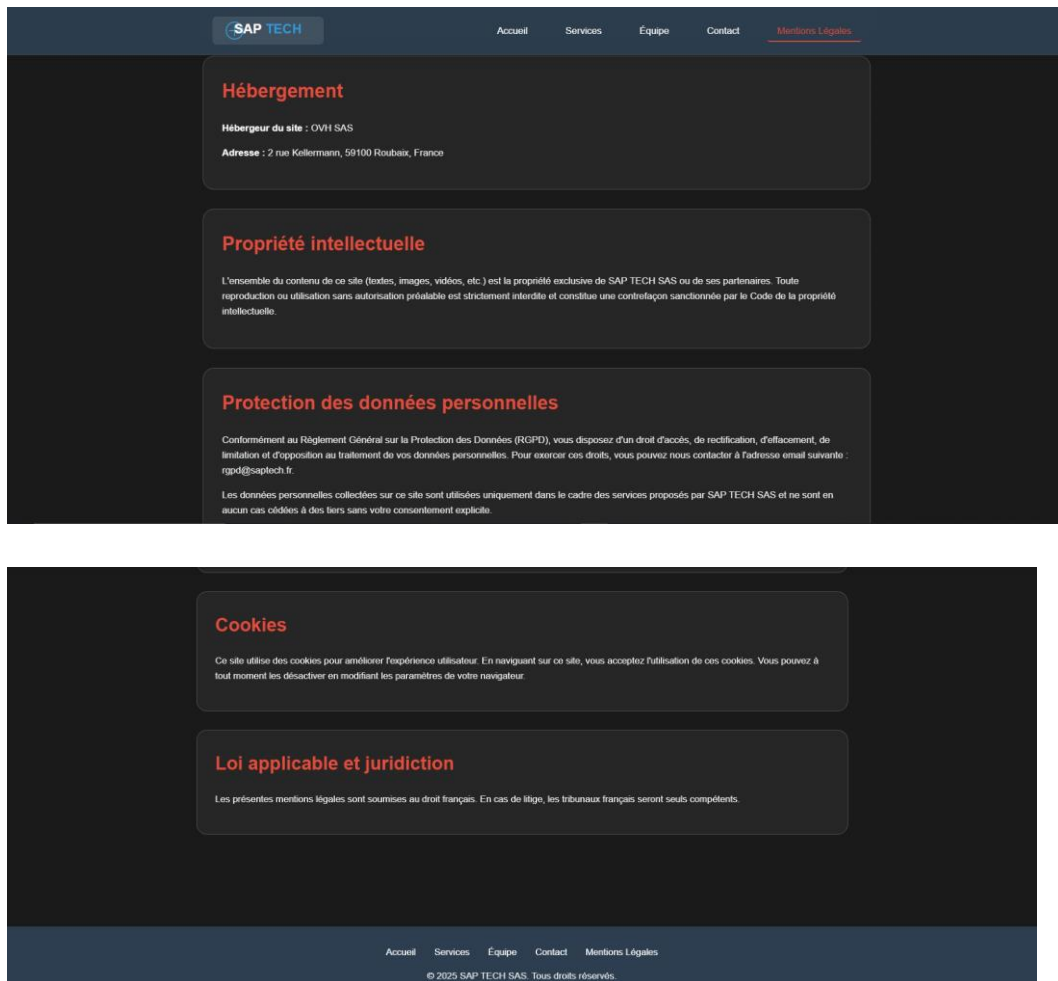 SAP TECH
Accueil Services Équipe Contact Mentions Légales
Hébergement
Hébergeur du site : OVH SAS
Adresse : 2 rue Kellermann, 59100 Roubaix, France
Propriété intellectuelle
L'ensemble du contenu de ce site (textes, images, vidéos, etc.) est la propriété exclusive de SAP TECH SAS ou de ses partenaires. Toute
reproduction ou utilisation sans autorisation préalable est strictement interdite et constitue une contrefaçon sanctionnée par le Code de la propriété
intellectuelle.
Protection des données personnelles
Conformément au Règlement Général sur la Protection des Données (RGPD), vous disposez d'un droit d'accès, de rectification, d'effacement, de
limitation et d'opposition au traitement de vos données personnelles. Pour exercer ces droits, vous pouvez nous contacter à l'adresse email suivante :
rgpd@saptech.fr.
Les données personnelles collectées sur ce site sont utilisées uniquement dans le cadre des services proposés par SAP TECH SAS et ne sont en
aucun cas cédées à des tiers sans votre consentement explicite.
Cookies
Ce site utilise des cookies pour améliorer l'expérience utilisateur. En naviguant sur ce site, vous acceptez l'utilisation de ces cookies. Vous pouvez à
tout moment les désactiver en modifiant les paramètres de votre navigateur.
Loi applicable et juridiction
Les présentes mentions légales sont soumises au droit français. En cas de litige, les tribunaux français seront seuls compétents.
Accueil Services Équipe Contact Mentions Légales
© 2025 SAP TECH SAS. Tous droits réservés.